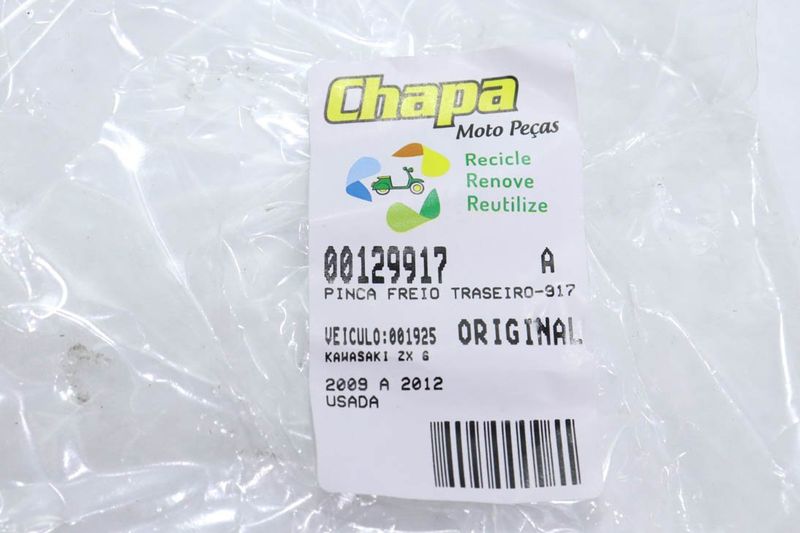 Chapa
Moto Peças
Recicle
Renove
Reutilize
00129917 A
PINCA FREIO TRASEIRO-917
VEICULO:001925 ORIGINAL
KAWASAKI ZX 6
2009 A 2012
USADA